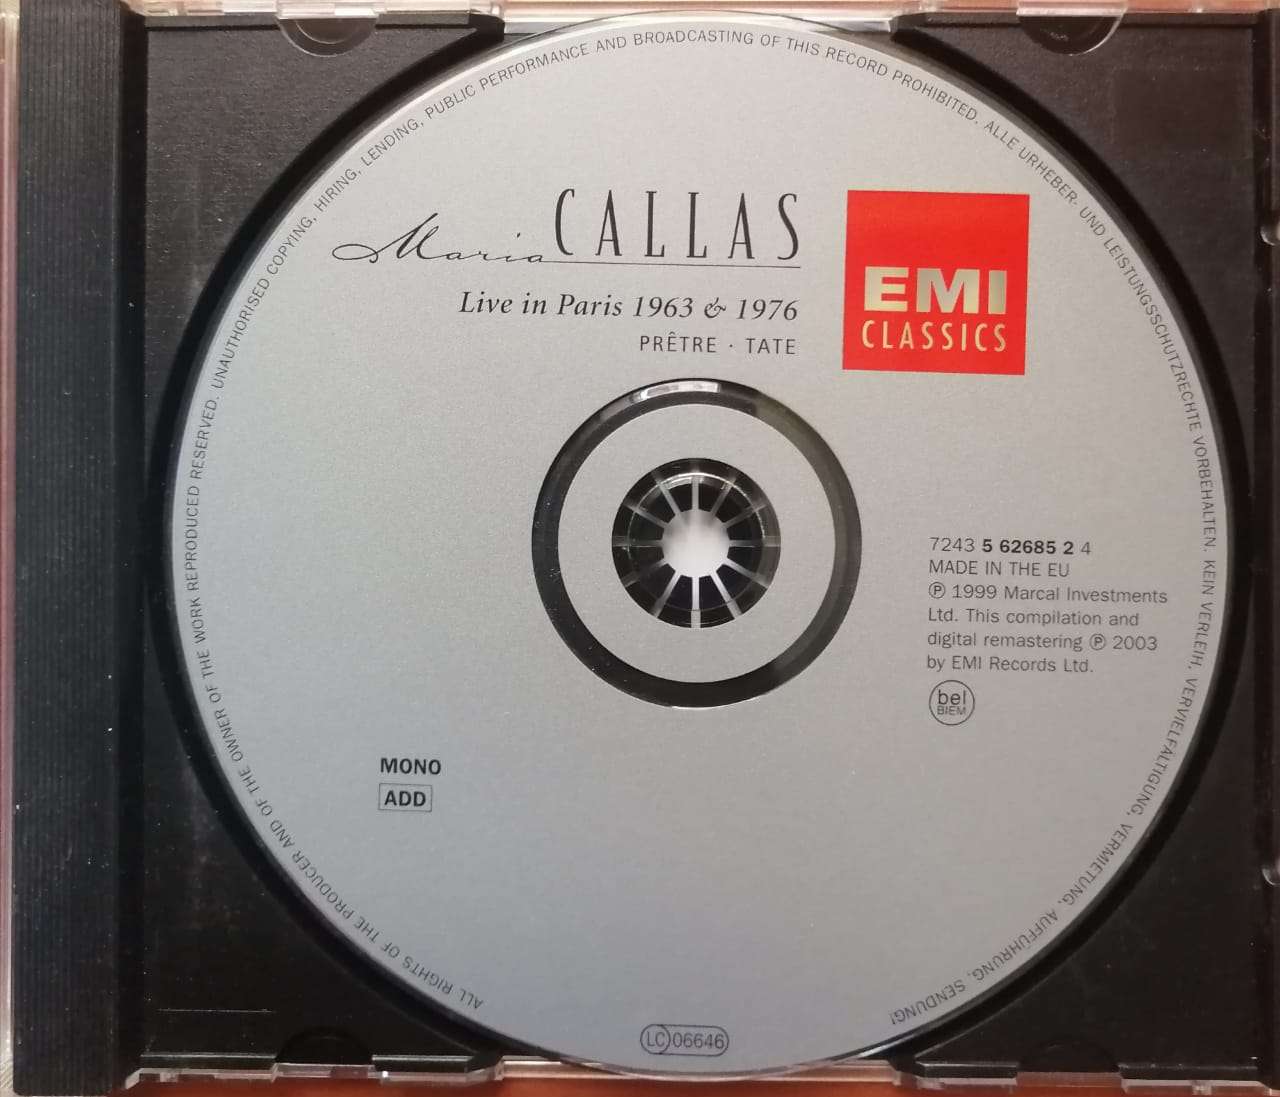 Maria CALLAS
Live in Paris 1963 & 1976
PRÊTRE · TATE
EMI
CLASSICS
7243 5 62685 2 4
MADE IN THE EU
℗ 1999 Marcal Investments
Ltd. This compilation and
digital remastering ℗ 2003
by EMI Records Ltd.
bel
BIEM
MONO
ADD
LC 06646
ALL RIGHTS OF THE PRODUCER AND OF THE OWNER OF THE WORK REPRODUCED RESERVED. UNAUTHORISED COPYING, HIRING, LENDING, PUBLIC PERFORMANCE AND BROADCASTING OF THIS RECORD PROHIBITED. ALLE URHEBER- UND LEISTUNGSSCHUTZRECHTE VORBEHALTEN. KEIN VERLEIH, VERVIELFÄLTIGUNG, VERMIETUNG, AUFFÜHRUNG, SENDUNG!